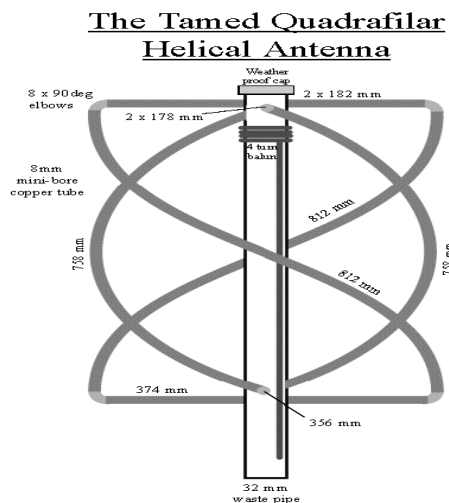 The Tamed Quadrafilar
Helical Antenna
Weather
proof cap
8 x 90deg
elbows
2 x 182 mm
2 x 178 mm
4 turn
balun
8mm
mini-bore
copper tube
812 mm
758 mm
758 mm
812 mm
374 mm
356 mm
32 mm
waste pipe